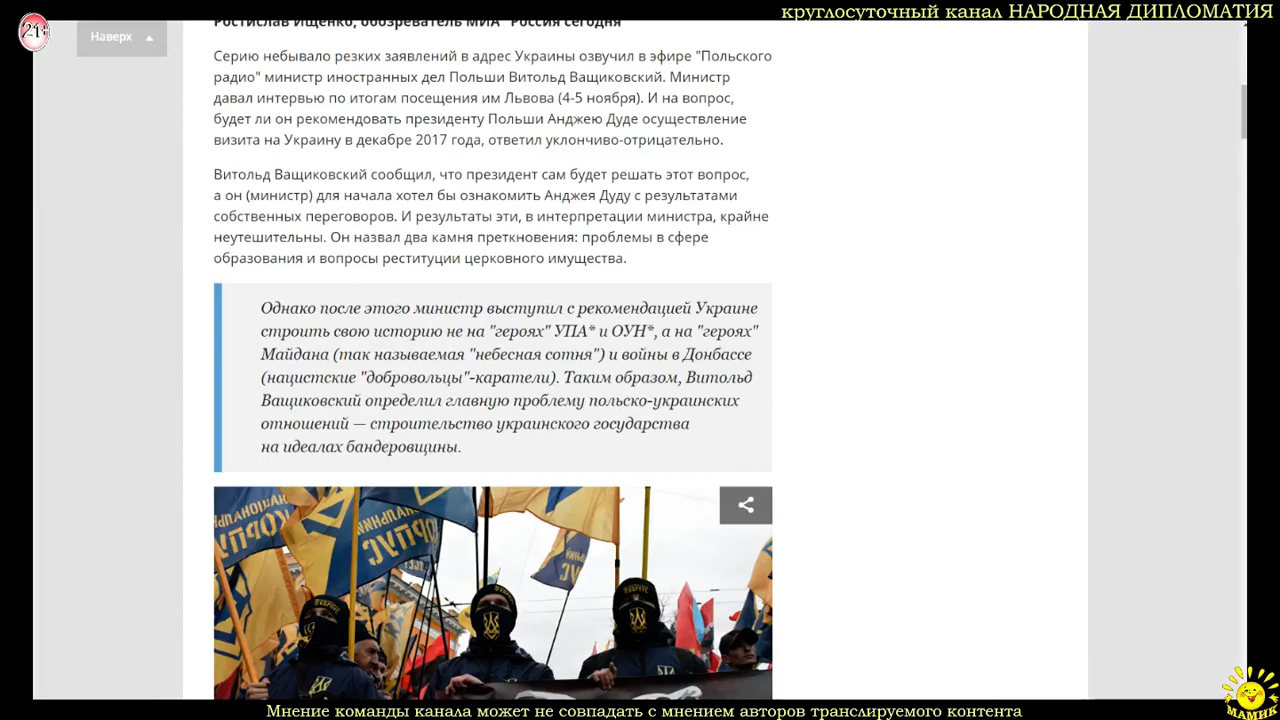 круглосуточный канал НАРОДНАЯ ДИПЛОМАТИЯ
21+
Ростислав Ищенко, обозреватель МИА "Россия сегодня"
Наверх
Серию небывало резких заявлений в адрес Украины озвучил в эфире "Польского
радио" министр иностранных дел Польши Витольд Ващиковский. Министр
давал интервью по итогам посещения им Львова (4-5 ноября). И на вопрос,
будет ли он рекомендовать президенту Польши Анджею Дуде осуществление
визита на Украину в декабре 2017 года, ответил уклончиво-отрицательно.
Витольд Ващиковский сообщил, что президент сам будет решать этот вопрос,
а он (министр) для начала хотел бы ознакомить Анджея Дуду с результатами
собственных переговоров. И результаты эти, в интерпретации министра, крайне
неутешительны. Он назвал два камня преткновения: проблемы в сфере
образования и вопросы реституции церковного имущества.
Однако после этого министр выступил с рекомендацией Украине
строить свою историю не на "героях" УПА* и ОУН*, а на "героях"
Майдана (так называемая "небесная сотня") и войны в Донбассе
(нацистские "добровольцы"-каратели). Таким образом, Витольд
Ващиковский определил главную проблему польско-украинских
отношений — строительство украинского государства
на идеалах бандеровщины.
КОРПУС
КОРПУС
МАМИК
Мнение команды канала может не совпадать с мнением авторов транслируемого контента